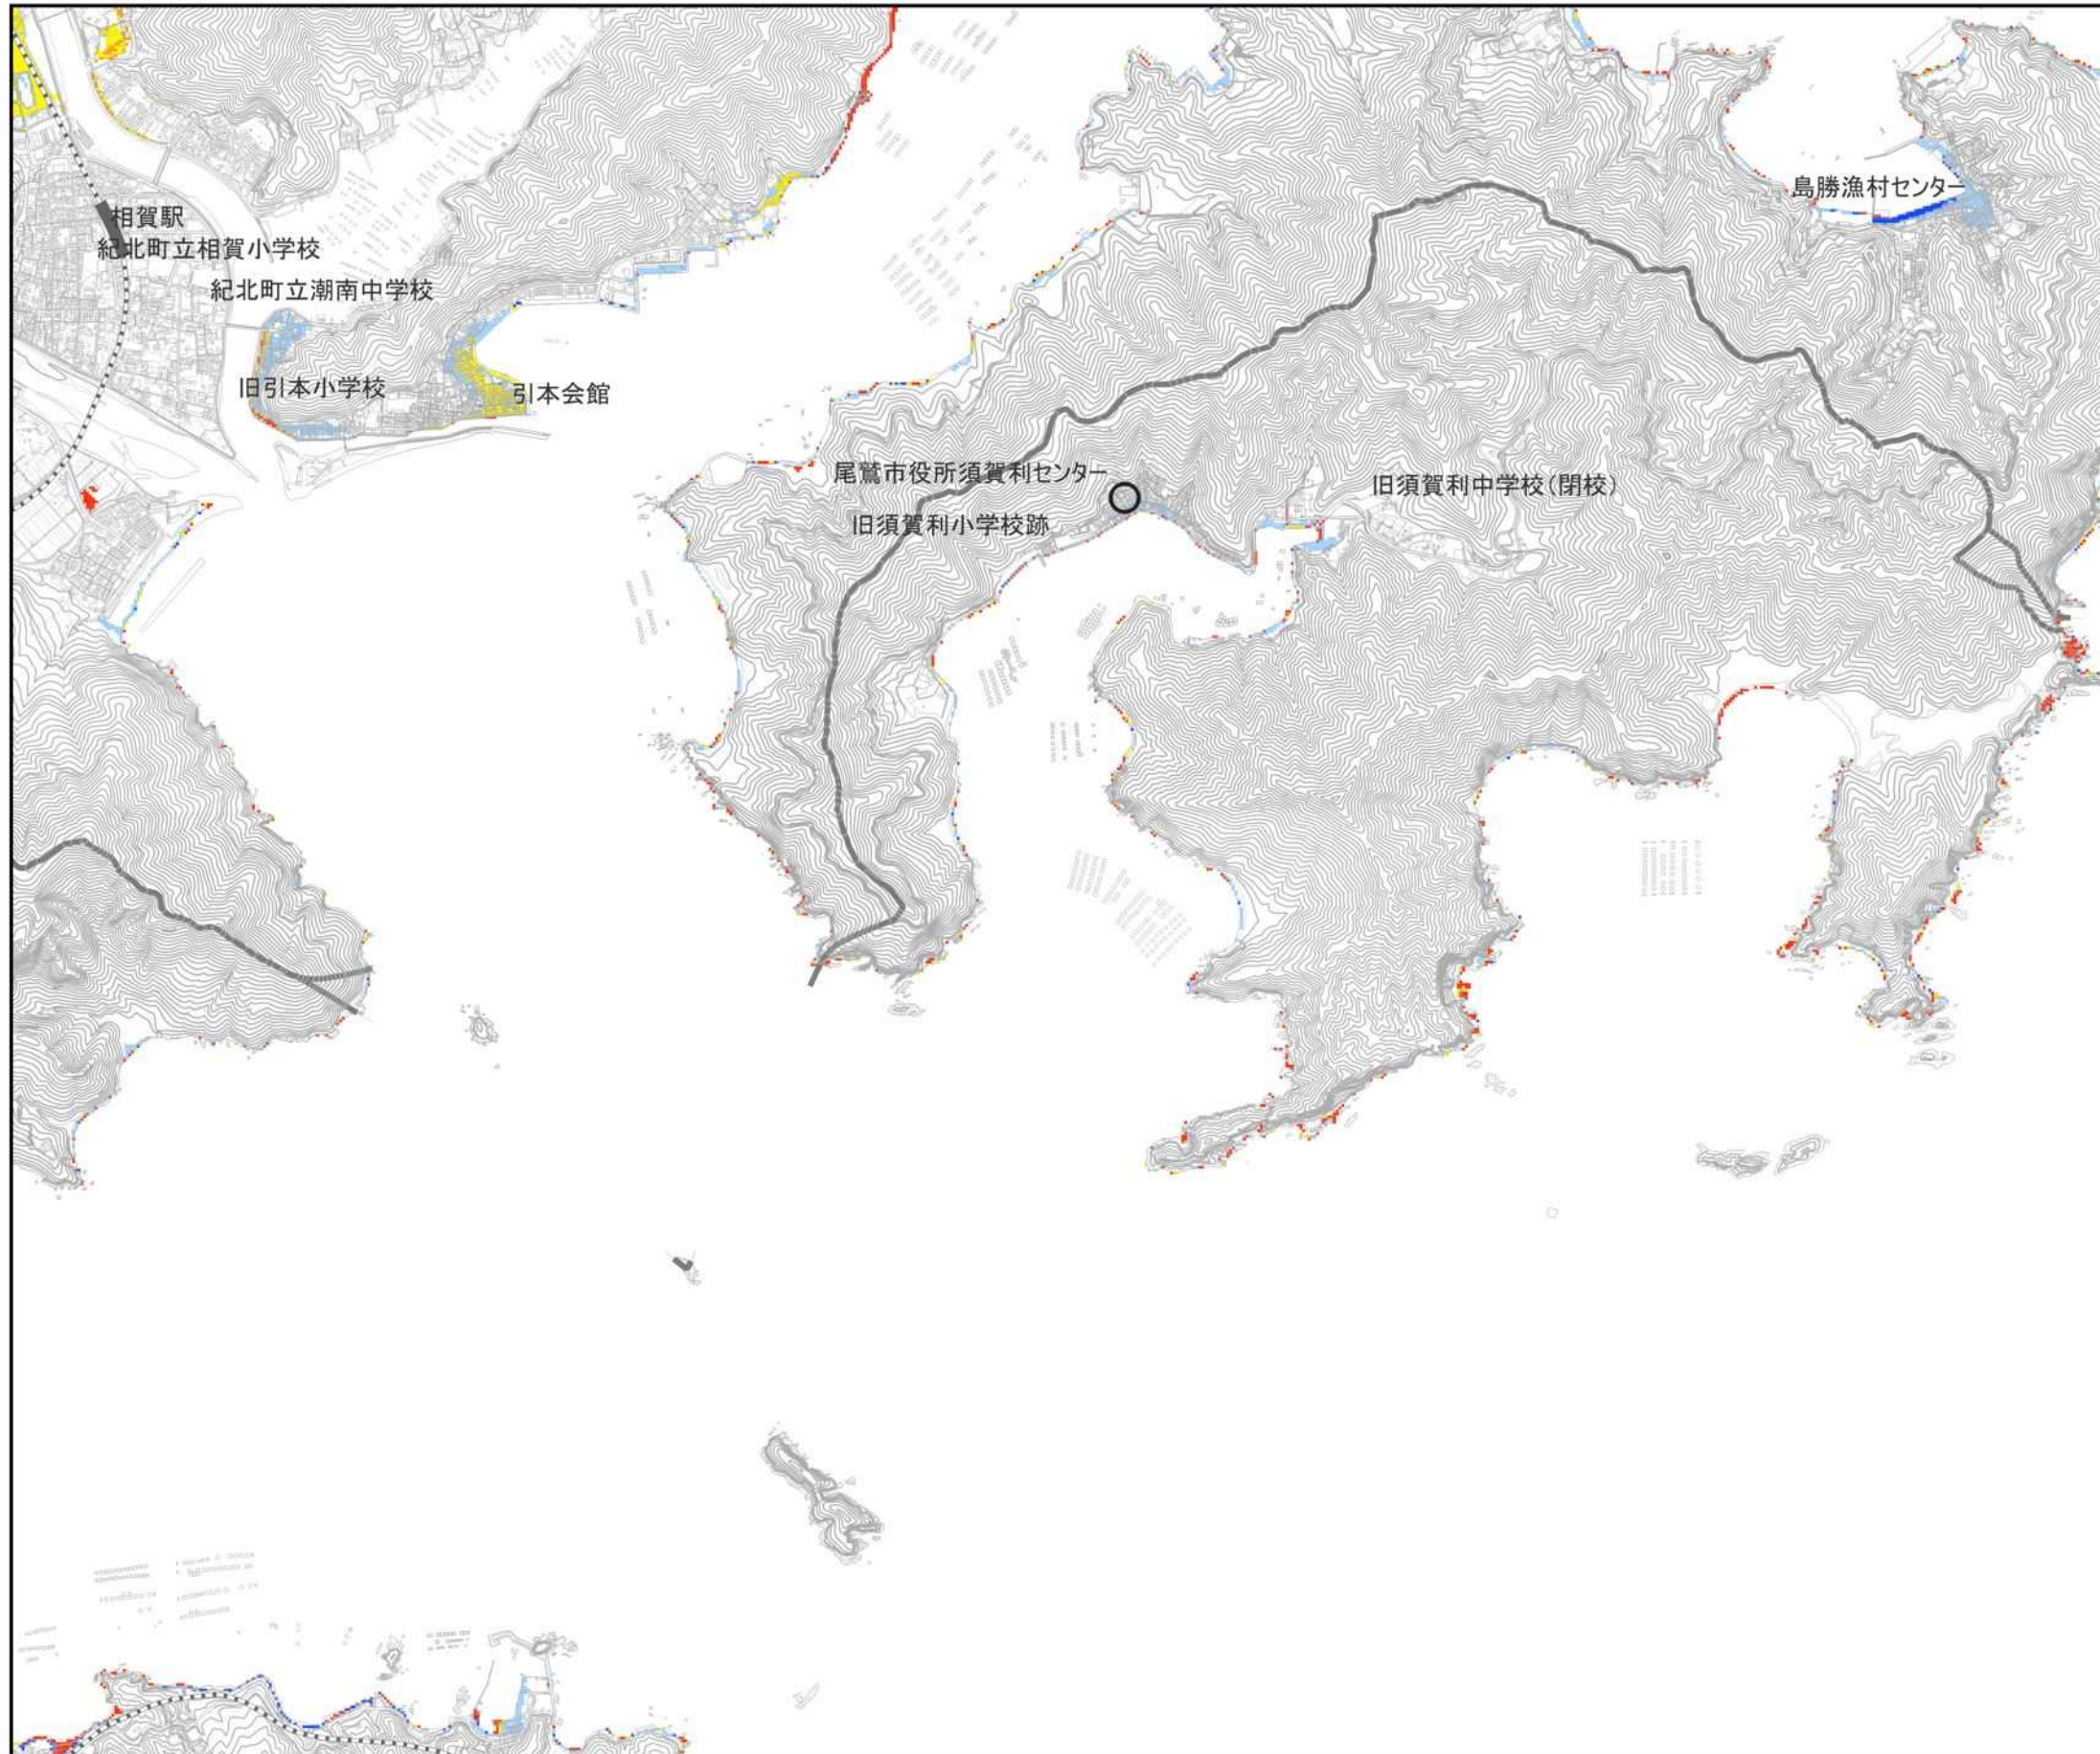 島勝漁村センター
相賀駅
紀北町立相賀小学校
紀北町立潮南中学校
旧引本小学校
引本会館
尾鷲市役所須賀利センター
旧須賀利中学校(閉校)
旧須賀利小学校跡